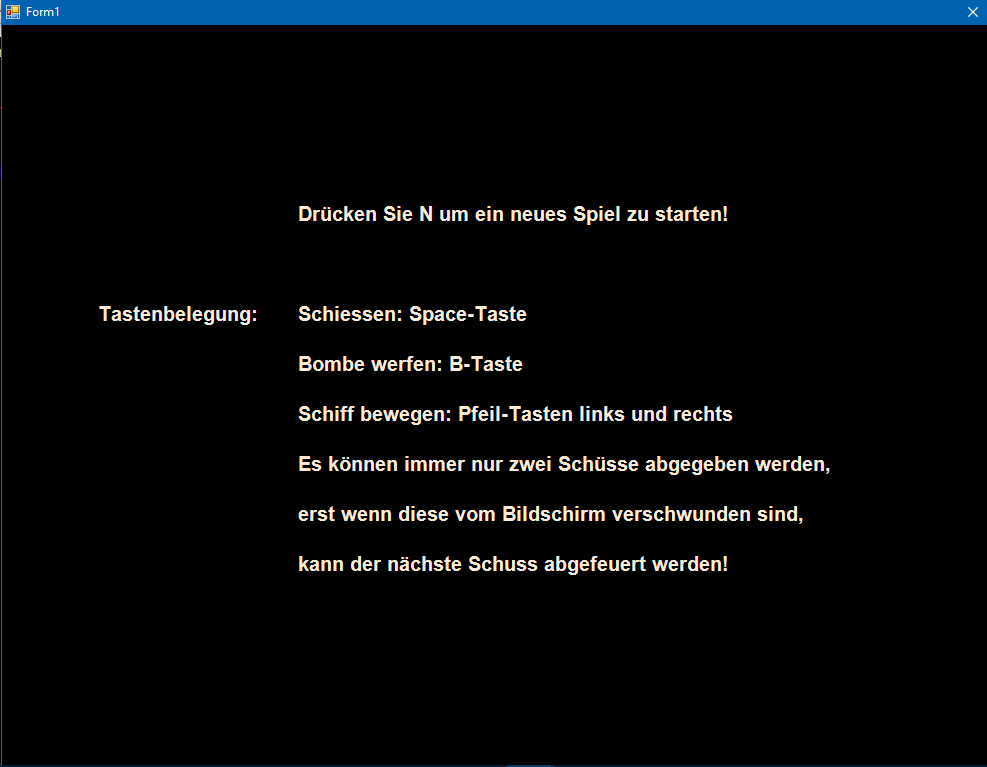 Form1
Drücken Sie N um ein neues Spiel zu starten!
Tastenbelegung: Schiessen: Space-Taste
Bombe werfen: B-Taste
Schiff bewegen: Pfeil-Tasten links und rechts
Es können immer nur zwei Schüsse abgegeben werden,
erst wenn diese vom Bildschirm verschwunden sind,
kann der nächste Schuss abgefeuert werden!